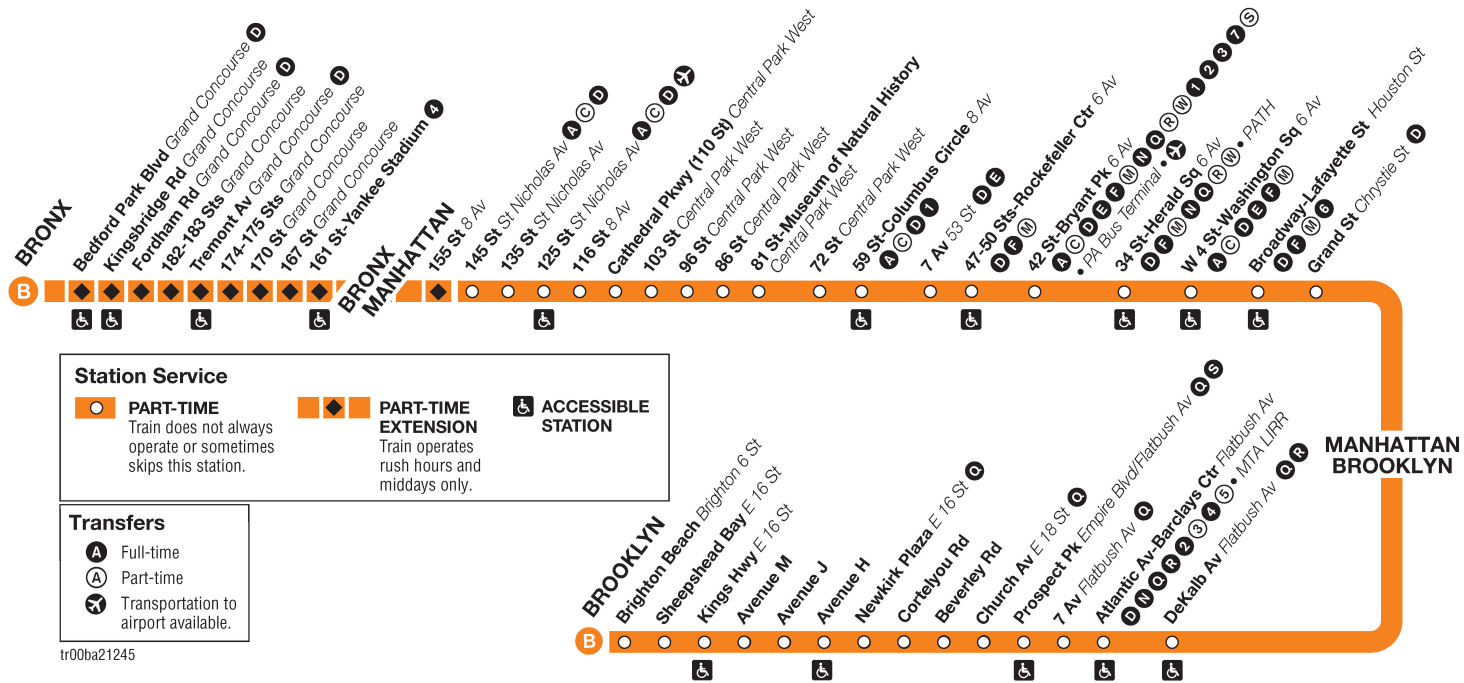 BRONX
B
Bedford Park Blvd Grand Concourse D
Kingsbridge Rd Grand Concourse D
Fordham Rd Grand Concourse D
182-183 Sts Grand Concourse
Tremont Av Grand Concourse D
174-175 Sts Grand Concourse
170 St Grand Concourse
167 St Grand Concourse
161 St-Yankee Stadium 4
BRONX
MANHATTAN
155 St 8 Av
145 St St Nicholas Av A C D
135 St St Nicholas Av
125 St St Nicholas Av A C D
116 St 8 Av
Cathedral Pkwy (110 St) Central Park West
103 St Central Park West
96 St Central Park West
86 St Central Park West
81 St-Museum of Natural History
Central Park West
72 St Central Park West
59 St-Columbus Circle 8 Av
A C D 1
7 Av 53 St D E
47-50 Sts-Rockefeller Ctr 6 Av
D F M
42 St-Bryant Pk 6 Av
A C D E F M N Q R W 1 2 3 7 S
• PA Bus Terminal •
34 St-Herald Sq 6 Av
D F M N Q R W • PATH
W 4 St-Washington Sq 6 Av
A C D E F M
Broadway-Lafayette St Houston St
D F M 6
Grand St Chrystie St D
MANHATTAN
BROOKLYN
Station Service
PART-TIME
Train does not always
operate or sometimes
skips this station.
PART-TIME
EXTENSION
Train operates
rush hours and
middays only.
ACCESSIBLE
STATION
Transfers
A Full-time
A Part-time
Transportation to
airport available.
tr00ba21245
BROOKLYN
B
Brighton Beach Brighton 6 St
Sheepshead Bay E 16 St
Kings Hwy E 16 St
Avenue M
Avenue J
Avenue H
Newkirk Plaza E 16 St Q
Cortelyou Rd
Beverley Rd
Church Av E 18 St Q
Prospect Pk Empire Blvd/Flatbush Av Q S
7 Av Flatbush Av Q
Atlantic Av-Barclays Ctr Flatbush Av
D N Q R 2 3 4 5 • MTA LIRR
DeKalb Av Flatbush Av Q R